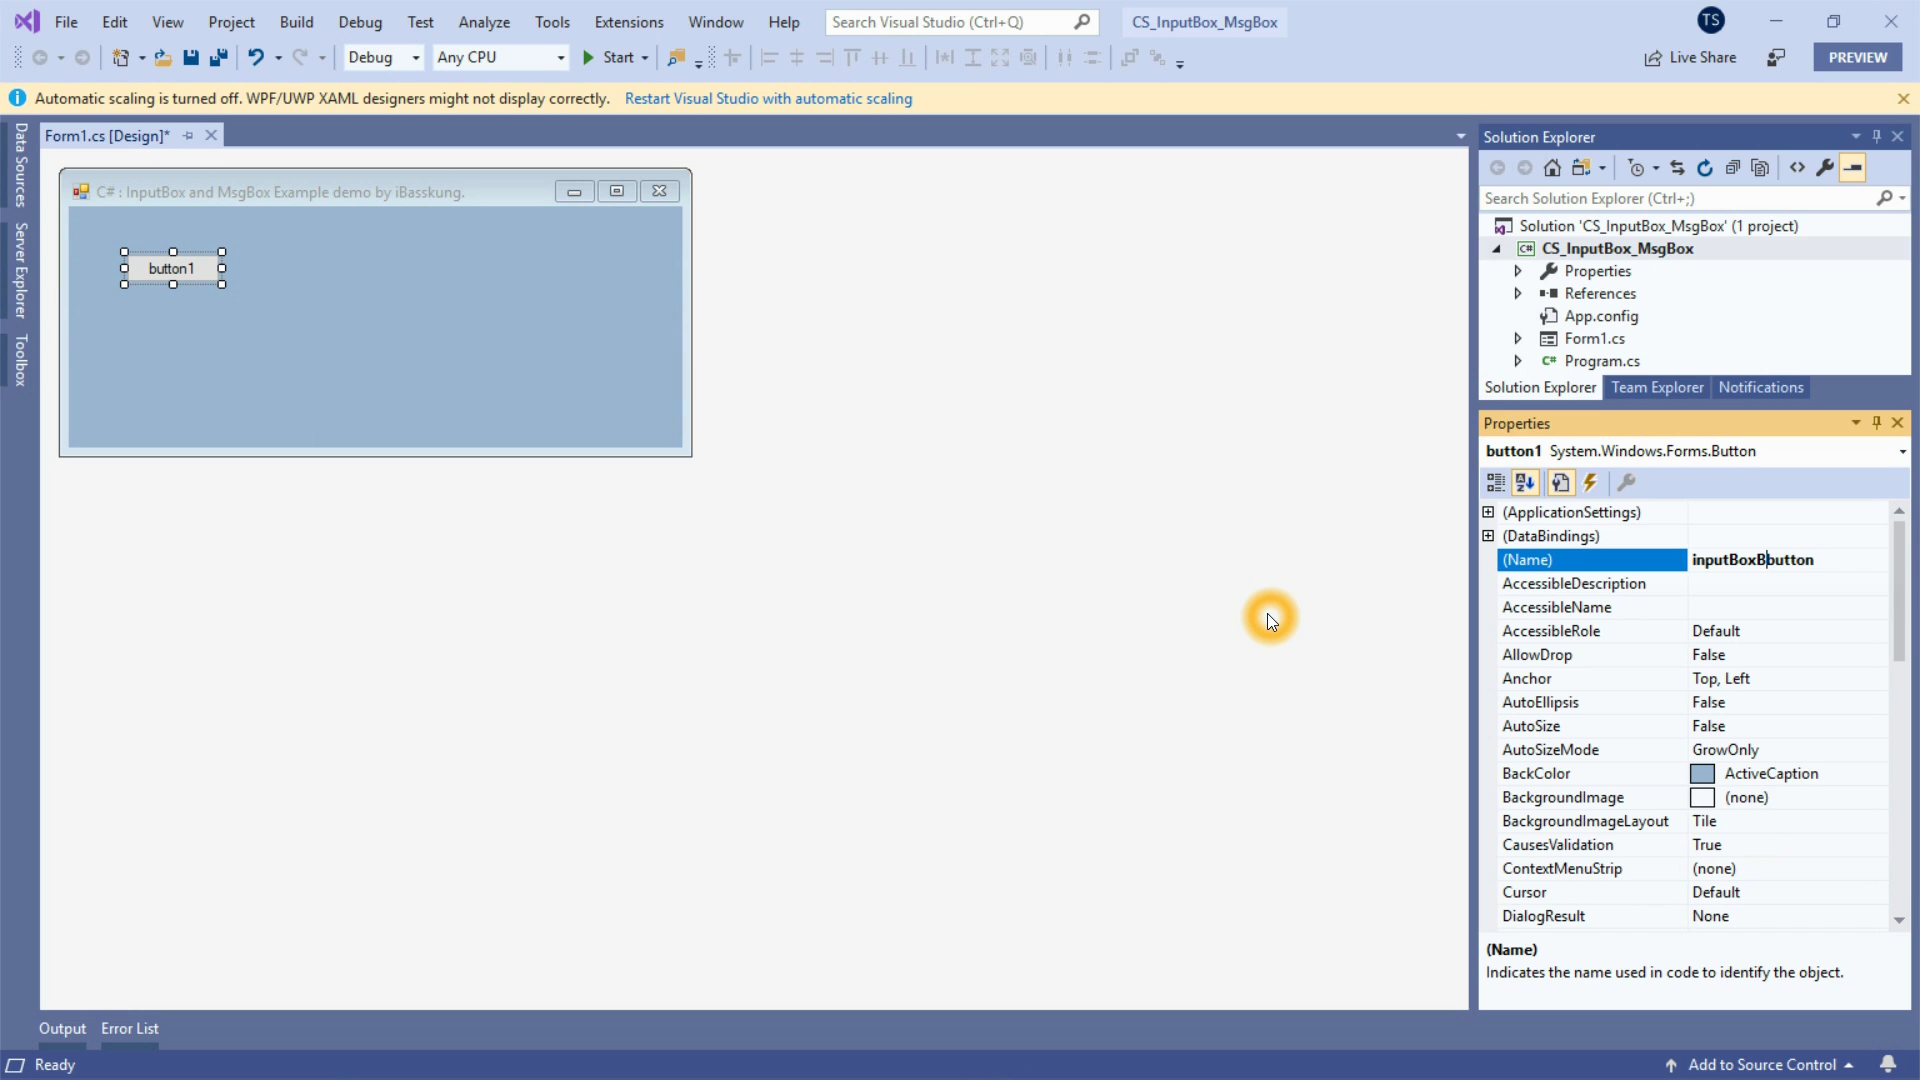 File Edit View Project Build Debug Test Analyze Tools Extensions Window Help Search Visual Studio (Ctrl+Q) CS_InputBox_MsgBox TS
Debug Any CPU Start Live Share PREVIEW
Automatic scaling is turned off. WPF/UWP XAML designers might not display correctly. Restart Visual Studio with automatic scaling
Data Sources
Server Explorer
Toolbox
Form1.cs [Design]*
C# : InputBox and MsgBox Example demo by iBasskung.
button1
Solution Explorer
Search Solution Explorer (Ctrl+;)
Solution 'CS_InputBox_MsgBox' (1 project)
C# CS_InputBox_MsgBox
Properties
References
App.config
Form1.cs
C# Program.cs
Solution Explorer Team Explorer Notifications
Properties
button1 System.Windows.Forms.Button
(ApplicationSettings)
(DataBindings)
(Name) inputBoxBbutton
AccessibleDescription
AccessibleName
AccessibleRole Default
AllowDrop False
Anchor Top, Left
AutoEllipsis False
AutoSize False
AutoSizeMode GrowOnly
BackColor ActiveCaption
BackgroundImage (none)
BackgroundImageLayout Tile
CausesValidation True
ContextMenuStrip (none)
Cursor Default
DialogResult None
(Name)
Indicates the name used in code to identify the object.
Output Error List
Ready Add to Source Control